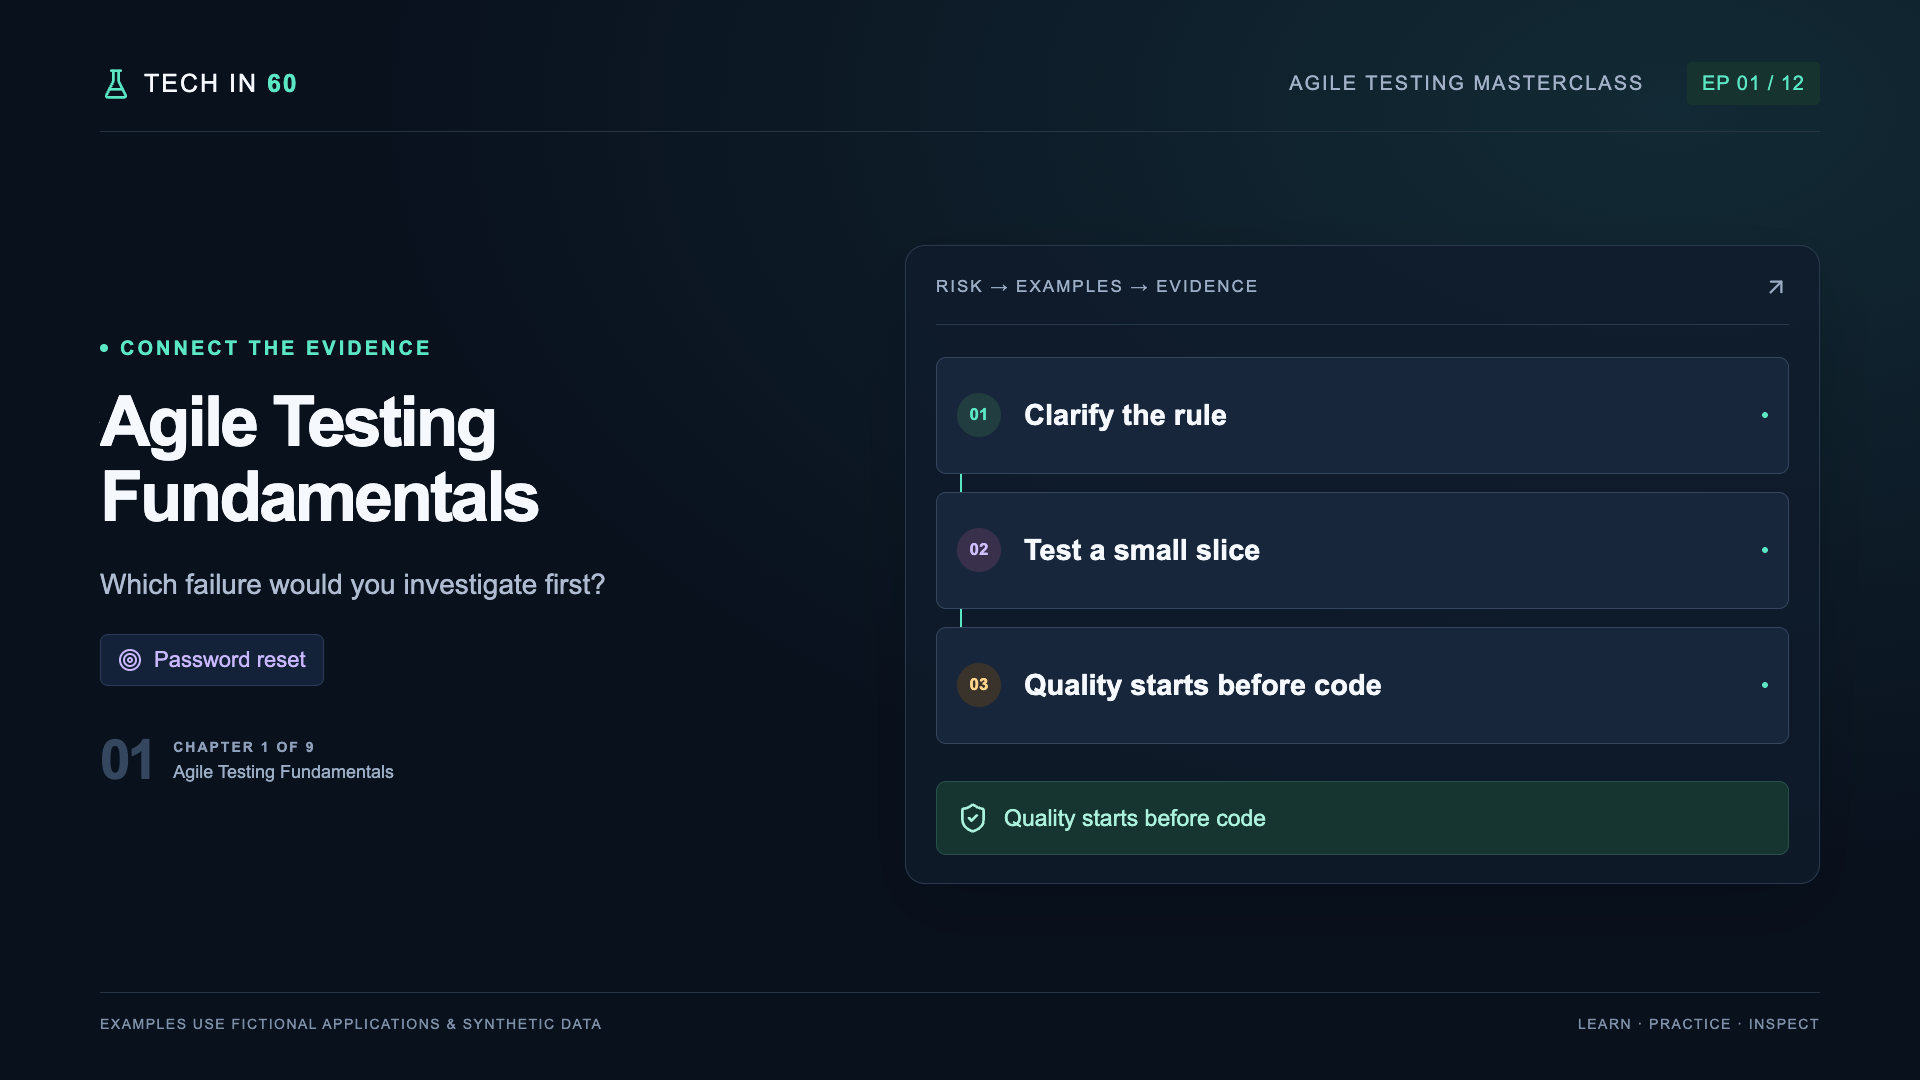 TECH IN 60
AGILE TESTING MASTERCLASS
EP 01 / 12
• CONNECT THE EVIDENCE
Agile Testing
Fundamentals
Which failure would you investigate first?
Password reset
01
CHAPTER 1 OF 9
Agile Testing Fundamentals
RISK → EXAMPLES → EVIDENCE
01 Clarify the rule
02 Test a small slice
03 Quality starts before code
Quality starts before code
EXAMPLES USE FICTIONAL APPLICATIONS & SYNTHETIC DATA
LEARN · PRACTICE · INSPECT